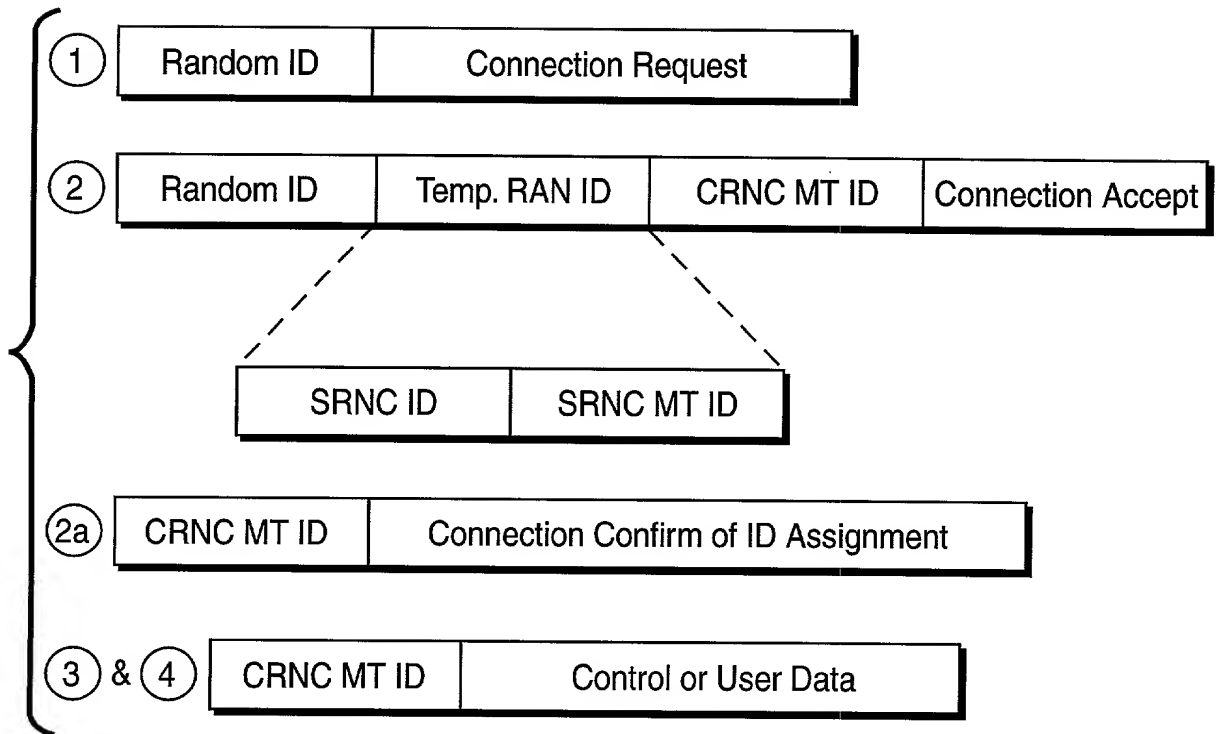 1 Random ID Connection Request
2 Random ID Temp. RAN ID CRNC MT ID Connection Accept
SRNC ID SRNC MT ID
2a CRNC MT ID Connection Confirm of ID Assignment
3 & 4 CRNC MT ID Control or User Data